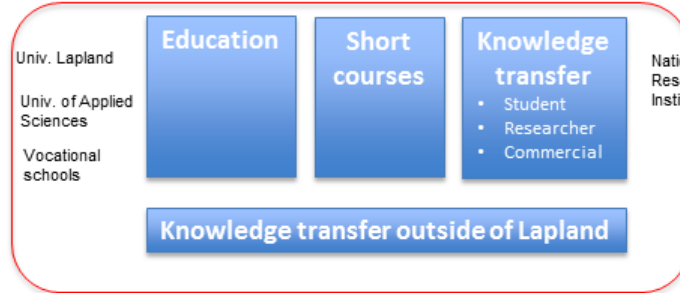 Univ. Lapland
Univ. of Applied
Sciences
Vocational
schools
Education
Short
courses
Knowledge
transfer
• Student
• Researcher
• Commercial
Knowledge transfer outside of Lapland